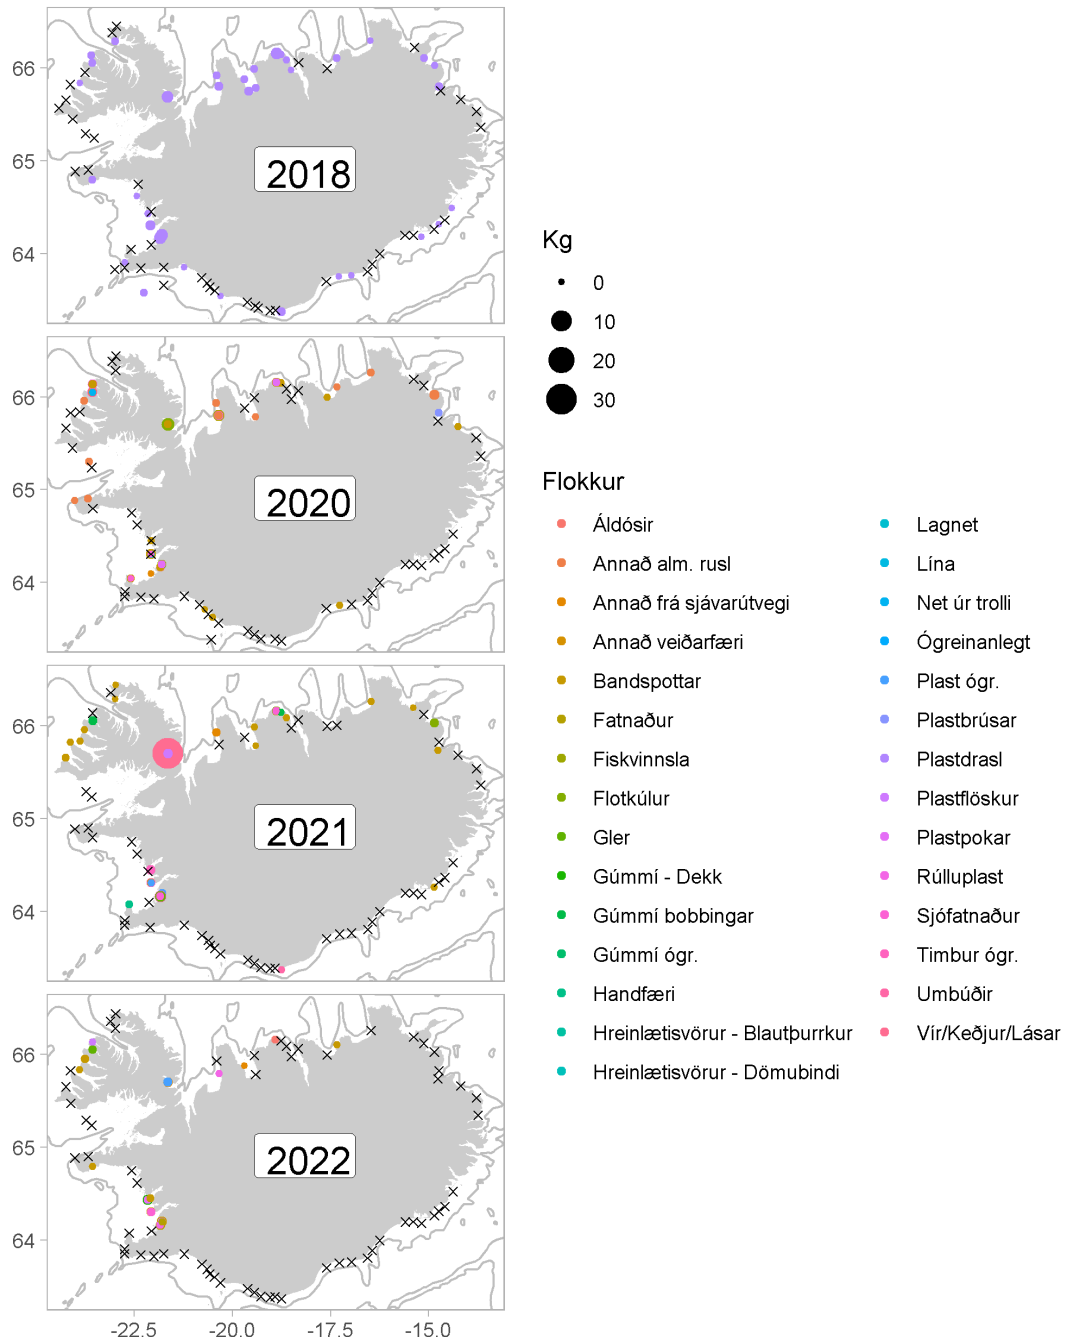 66
65
64
2018
66
65
64
2020
66
65
64
2021
66
65
64
2022
-22.5
-20.0
-17.5
-15.0
Kg
0
10
20
30
Flokkur
Áldósir
Annað alm. rusl
Annað frá sjávarútvegi
Annað veiðarfæri
Bandspottar
Fatnaður
Fiskvinnsla
Flotkúlur
Gler
Gúmmí - Dekk
Gúmmí bobbingar
Gúmmí ógr.
Handfæri
Hreinlætisvörur - Blautþurrkur
Hreinlætisvörur - Dömubindi
Lagnet
Lína
Net úr trolli
Ógreinanlegt
Plast ógr.
Plastbrúsar
Plastdrasl
Plastflöskur
Plastpokar
Rúlluplast
Sjófatnaður
Timbur ógr.
Umbúðir
Vír/Keðjur/Lásar